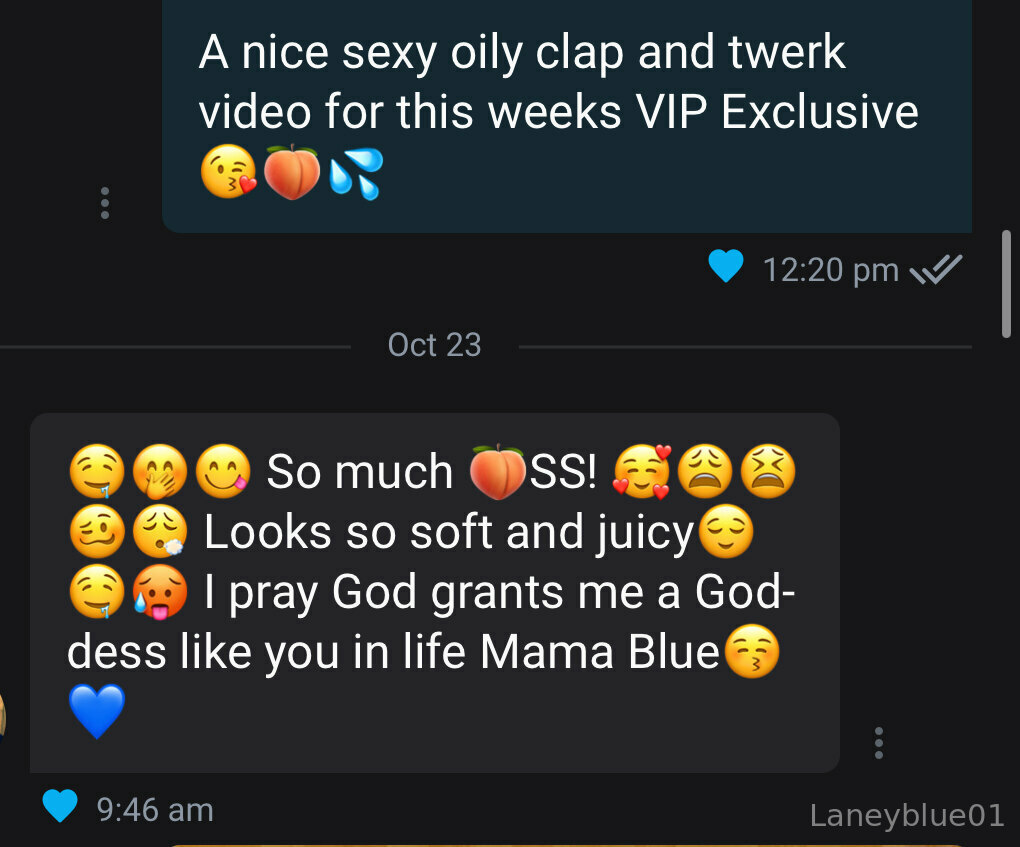 A nice sexy oily clap and twerk
video for this weeks VIP Exclusive
😘🍑💦
12:20 pm
Oct 23
🤤🤭😋 So much 🍑SS! 🥰😩😫
🥴😮‍💨 Looks so soft and juicy😌
🤤🥵 I pray God grants me a God-
dess like you in life Mama Blue😚
💙
9:46 am
Laneyblue01